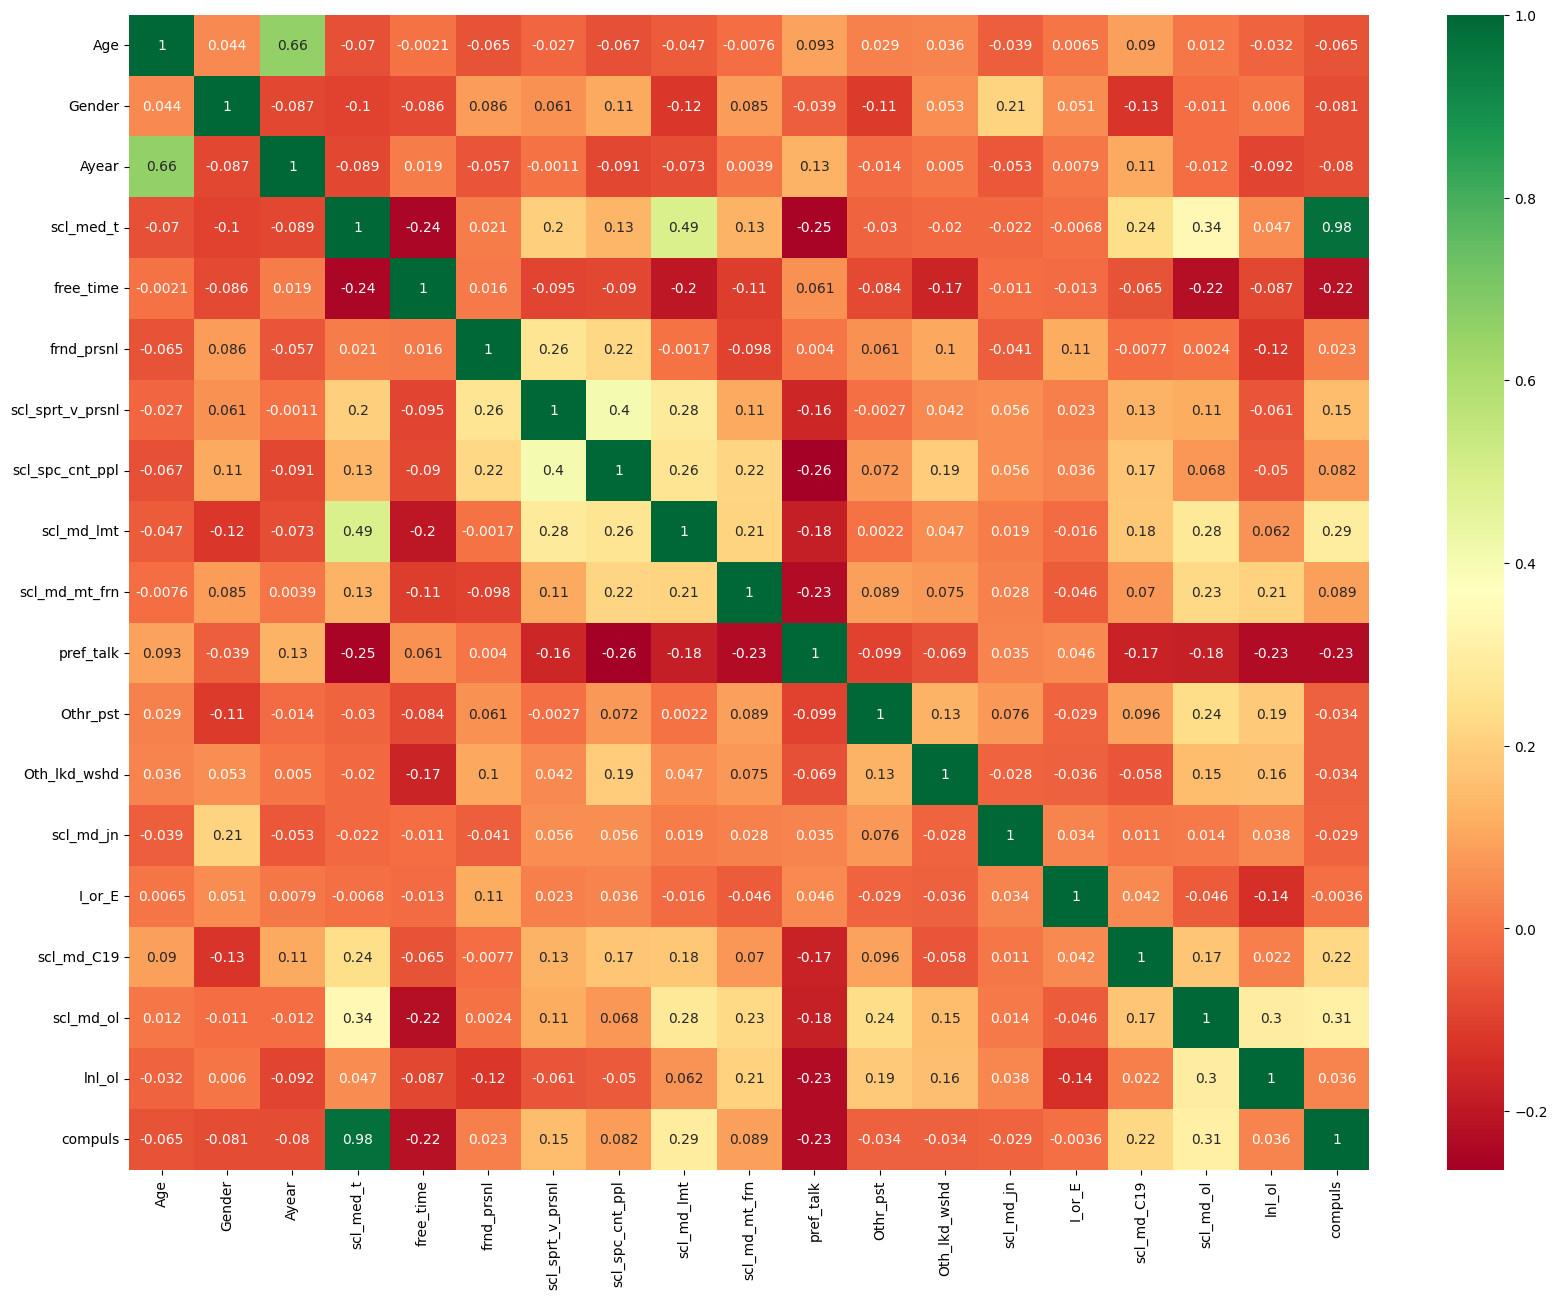 Age 1 0.044 0.66 -0.07 -0.0021 -0.065 -0.027 -0.067 -0.047 -0.0076 0.093 0.029 0.036 -0.039 0.0065 0.09 0.012 -0.032 -0.065
Gender 0.044 1 -0.087 -0.1 -0.086 0.086 0.061 0.11 -0.12 0.085 -0.039 -0.11 0.053 0.21 0.051 -0.13 -0.011 0.006 -0.081
Ayear 0.66 -0.087 1 -0.089 0.019 -0.057 -0.0011 -0.091 -0.073 0.0039 0.13 -0.014 0.005 -0.053 0.0079 0.11 -0.012 -0.092 -0.08
scl_med_t -0.07 -0.1 -0.089 1 -0.24 0.021 0.2 0.13 0.49 0.13 -0.25 -0.03 -0.02 -0.022 -0.0068 0.24 0.34 0.047 0.98
free_time -0.0021 -0.086 0.019 -0.24 1 0.016 -0.095 -0.09 -0.2 -0.11 0.061 -0.084 -0.17 -0.011 -0.013 -0.065 -0.22 -0.087 -0.22
frnd_prsnl -0.065 0.086 -0.057 0.021 0.016 1 0.26 0.22 -0.0017 -0.098 0.004 0.061 0.1 -0.041 0.11 -0.0077 0.0024 -0.12 0.023
scl_sprt_v_prsnl -0.027 0.061 -0.0011 0.2 -0.095 0.26 1 0.4 0.28 0.11 -0.16 -0.0027 0.042 0.056 0.023 0.13 0.11 -0.061 0.15
scl_spc_cnt_ppl -0.067 0.11 -0.091 0.13 -0.09 0.22 0.4 1 0.26 0.22 -0.26 0.072 0.19 0.056 0.036 0.17 0.068 -0.05 0.082
scl_md_lmt -0.047 -0.12 -0.073 0.49 -0.2 -0.0017 0.28 0.26 1 0.21 -0.18 0.0022 0.047 0.019 -0.016 0.18 0.28 0.062 0.29
scl_md_mt_frn -0.0076 0.085 0.0039 0.13 -0.11 -0.098 0.11 0.22 0.21 1 -0.23 0.089 0.075 0.028 -0.046 0.07 0.23 0.21 0.089
pref_talk 0.093 -0.039 0.13 -0.25 0.061 0.004 -0.16 -0.26 -0.18 -0.23 1 -0.099 -0.069 0.035 0.046 -0.17 -0.18 -0.23 -0.23
Othr_pst 0.029 -0.11 -0.014 -0.03 -0.084 0.061 -0.0027 0.072 0.0022 0.089 -0.099 1 0.13 0.076 -0.029 0.096 0.24 0.19 -0.034
Oth_lkd_wshd 0.036 0.053 0.005 -0.02 -0.17 0.1 0.042 0.19 0.047 0.075 -0.069 0.13 1 -0.028 -0.036 -0.058 0.15 0.16 -0.034
scl_md_jn -0.039 0.21 -0.053 -0.022 -0.011 -0.041 0.056 0.056 0.019 0.028 0.035 0.076 -0.028 1 0.034 0.011 0.014 0.038 -0.029
I_or_E 0.0065 0.051 0.0079 -0.0068 -0.013 0.11 0.023 0.036 -0.016 -0.046 0.046 -0.029 -0.036 0.034 1 0.042 -0.046 -0.14 -0.0036
scl_md_C19 0.09 -0.13 0.11 0.24 -0.065 -0.0077 0.13 0.17 0.18 0.07 -0.17 0.096 -0.058 0.011 0.042 1 0.17 0.022 0.22
scl_md_ol 0.012 -0.011 -0.012 0.34 -0.22 0.0024 0.11 0.068 0.28 0.23 -0.18 0.24 0.15 0.014 -0.046 0.17 1 0.3 0.31
lnl_ol -0.032 0.006 -0.092 0.047 -0.087 -0.12 -0.061 -0.05 0.062 0.21 -0.23 0.19 0.16 0.038 -0.14 0.022 0.3 1 0.036
compuls -0.065 -0.081 -0.08 0.98 -0.22 0.023 0.15 0.082 0.29 0.089 -0.23 -0.034 -0.034 -0.029 -0.0036 0.22 0.31 0.036 1
Age Gender Ayear scl_med_t free_time frnd_prsnl scl_sprt_v_prsnl scl_spc_cnt_ppl scl_md_lmt scl_md_mt_frn pref_talk Othr_pst Oth_lkd_wshd scl_md_jn I_or_E scl_md_C19 scl_md_ol lnl_ol compuls
1.0
0.8
0.6
0.4
0.2
0.0
−0.2